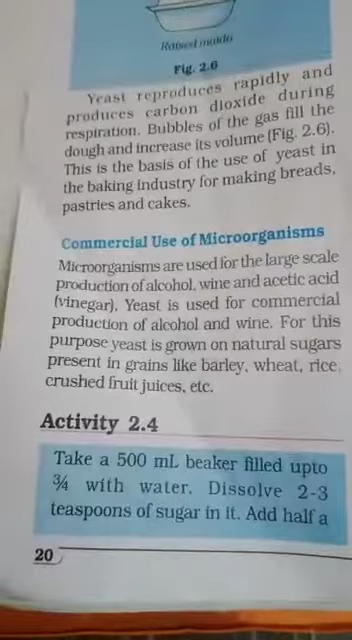 Raised maida
Fig. 2.6
Yeast reproduces rapidly and
produces carbon dioxide during
respiration. Bubbles of the gas fill the
dough and increase its volume (Fig. 2.6).
This is the basis of the use of yeast in
the baking industry for making breads,
pastries and cakes.
Commercial Use of Microorganisms
Microorganisms are used for the large scale
production of alcohol, wine and acetic acid
(vinegar). Yeast is used for commercial
production of alcohol and wine. For this
purpose yeast is grown on natural sugars
present in grains like barley, wheat, rice,
crushed fruit juices, etc.
Activity 2.4
Take a 500 mL beaker filled upto
¾ with water. Dissolve 2-3
teaspoons of sugar in it. Add half a
20